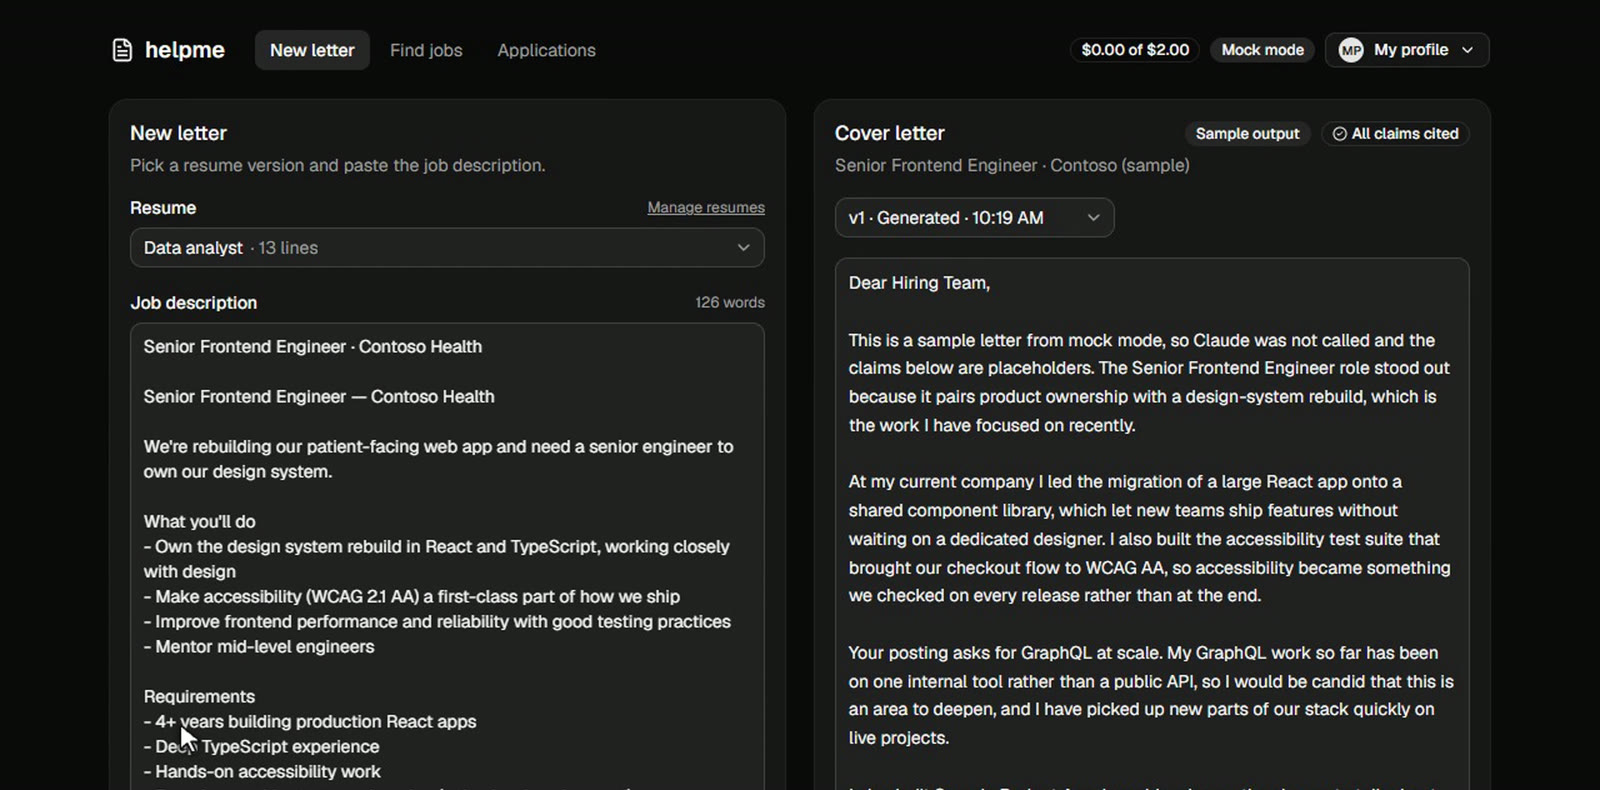 helpme
New letter
Find jobs
Applications
$0.00 of $2.00
Mock mode
MP
My profile
New letter
Pick a resume version and paste the job description.
Resume
Manage resumes
Data analyst · 13 lines
Job description
126 words
Senior Frontend Engineer · Contoso Health
Senior Frontend Engineer — Contoso Health
We're rebuilding our patient-facing web app and need a senior engineer to
own our design system.
What you'll do
- Own the design system rebuild in React and TypeScript, working closely
with design
- Make accessibility (WCAG 2.1 AA) a first-class part of how we ship
- Improve frontend performance and reliability with good testing practices
- Mentor mid-level engineers
Requirements
- 4+ years building production React apps
- Deep TypeScript experience
- Hands-on accessibility work
Cover letter
Sample output
All claims cited
Senior Frontend Engineer · Contoso (sample)
v1 · Generated · 10:19 AM
Dear Hiring Team,
This is a sample letter from mock mode, so Claude was not called and the
claims below are placeholders. The Senior Frontend Engineer role stood out
because it pairs product ownership with a design-system rebuild, which is
the work I have focused on recently.
At my current company I led the migration of a large React app onto a
shared component library, which let new teams ship features without
waiting on a dedicated designer. I also built the accessibility test suite that
brought our checkout flow to WCAG AA, so accessibility became something
we checked on every release rather than at the end.
Your posting asks for GraphQL at scale. My GraphQL work so far has been
on one internal tool rather than a public API, so I would be candid that this is
an area to deepen, and I have picked up new parts of our stack quickly on
live projects.